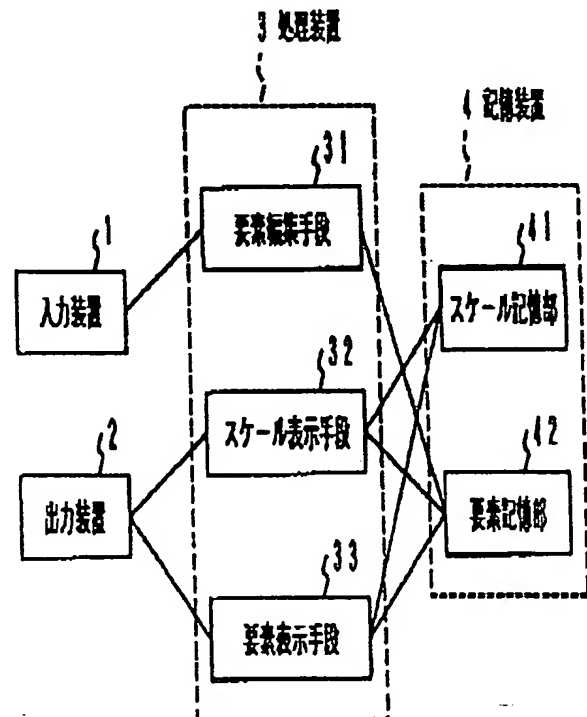 3 処理装置
4 記憶装置
31
要素編集手段
1
入力装置
41
スケール記憶部
32
スケール表示手段
2
出力装置
42
要素記憶部
33
要素表示手段